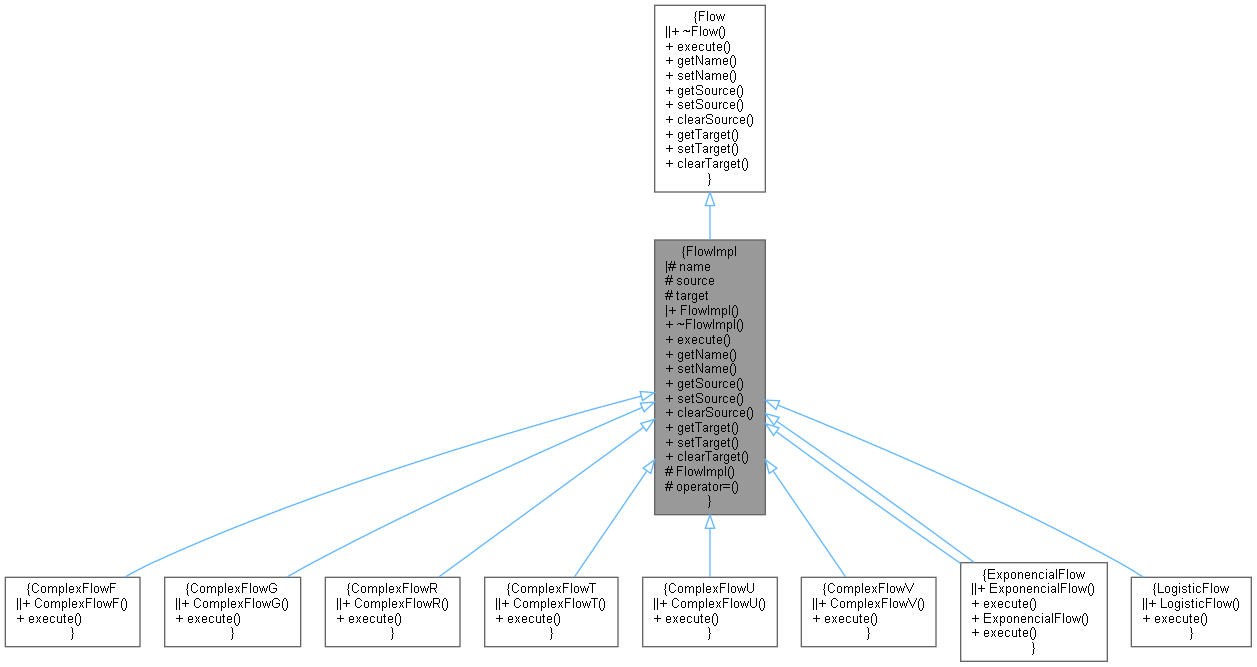 {Flow
||+ ~Flow()
+ execute()
+ getName()
+ setName()
+ getSource()
+ setSource()
+ clearSource()
+ getTarget()
+ setTarget()
+ clearTarget()
}
{FlowImpl
|# name
# source
# target
|+ FlowImpl()
+ ~FlowImpl()
+ execute()
+ getName()
+ setName()
+ getSource()
+ setSource()
+ clearSource()
+ getTarget()
+ setTarget()
+ clearTarget()
# FlowImpl()
# operator=()
}
{ComplexFlowF
||+ ComplexFlowF()
+ execute()
}
{ComplexFlowG
||+ ComplexFlowG()
+ execute()
}
{ComplexFlowR
||+ ComplexFlowR()
+ execute()
}
{ComplexFlowT
||+ ComplexFlowT()
+ execute()
}
{ComplexFlowU
||+ ComplexFlowU()
+ execute()
}
{ComplexFlowV
||+ ComplexFlowV()
+ execute()
}
{ExponencialFlow
||+ ExponencialFlow()
+ execute()
+ ExponencialFlow()
+ execute()
}
{LogisticFlow
||+ LogisticFlow()
+ execute()
}